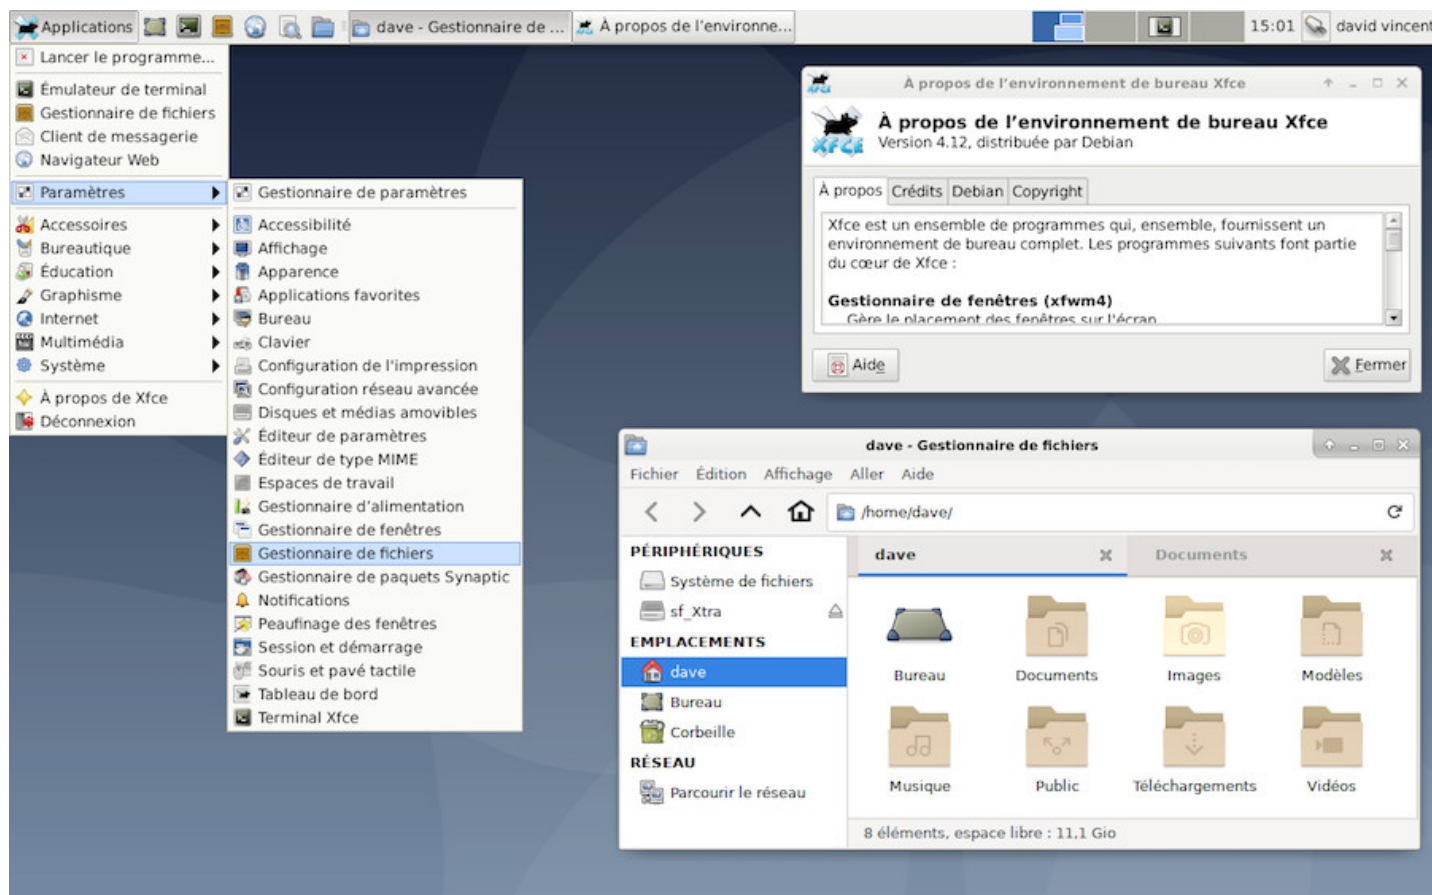 Applications
dave - Gestionnaire de ...
À propos de l'environne...
15:01
david vincent
Lancer le programme...
Émulateur de terminal
Gestionnaire de fichiers
Client de messagerie
Navigateur Web
Paramètres
Accessoires
Bureautique
Éducation
Graphisme
Internet
Multimédia
Système
À propos de Xfce
Déconnexion
Gestionnaire de paramètres
Accessibilité
Affichage
Apparence
Applications favorites
Bureau
Clavier
Configuration de l'impression
Configuration réseau avancée
Disques et médias amovibles
Éditeur de paramètres
Éditeur de type MIME
Espaces de travail
Gestionnaire d'alimentation
Gestionnaire de fenêtres
Gestionnaire de fichiers
Gestionnaire de paquets Synaptic
Notifications
Peaufinage des fenêtres
Session et démarrage
Souris et pavé tactile
Tableau de bord
Terminal Xfce
À propos de l'environnement de bureau Xfce
XFCE
À propos de l'environnement de bureau Xfce
Version 4.12, distribuée par Debian
À propos Crédits Debian Copyright
Xfce est un ensemble de programmes qui, ensemble, fournissent un
environnement de bureau complet. Les programmes suivants font partie
du cœur de Xfce :
Gestionnaire de fenêtres (xfwm4)
Gère le placement des fenêtres sur l'écran
Aide
Fermer
dave - Gestionnaire de fichiers
Fichier Édition Affichage Aller Aide
/home/dave/
PÉRIPHÉRIQUES
Système de fichiers
sf_Xtra
EMPLACEMENTS
dave
Bureau
Corbeille
RÉSEAU
Parcourir le réseau
dave
Documents
Bureau Documents Images Modèles
Musique Public Téléchargements Vidéos
8 éléments, espace libre : 11,1 Gio